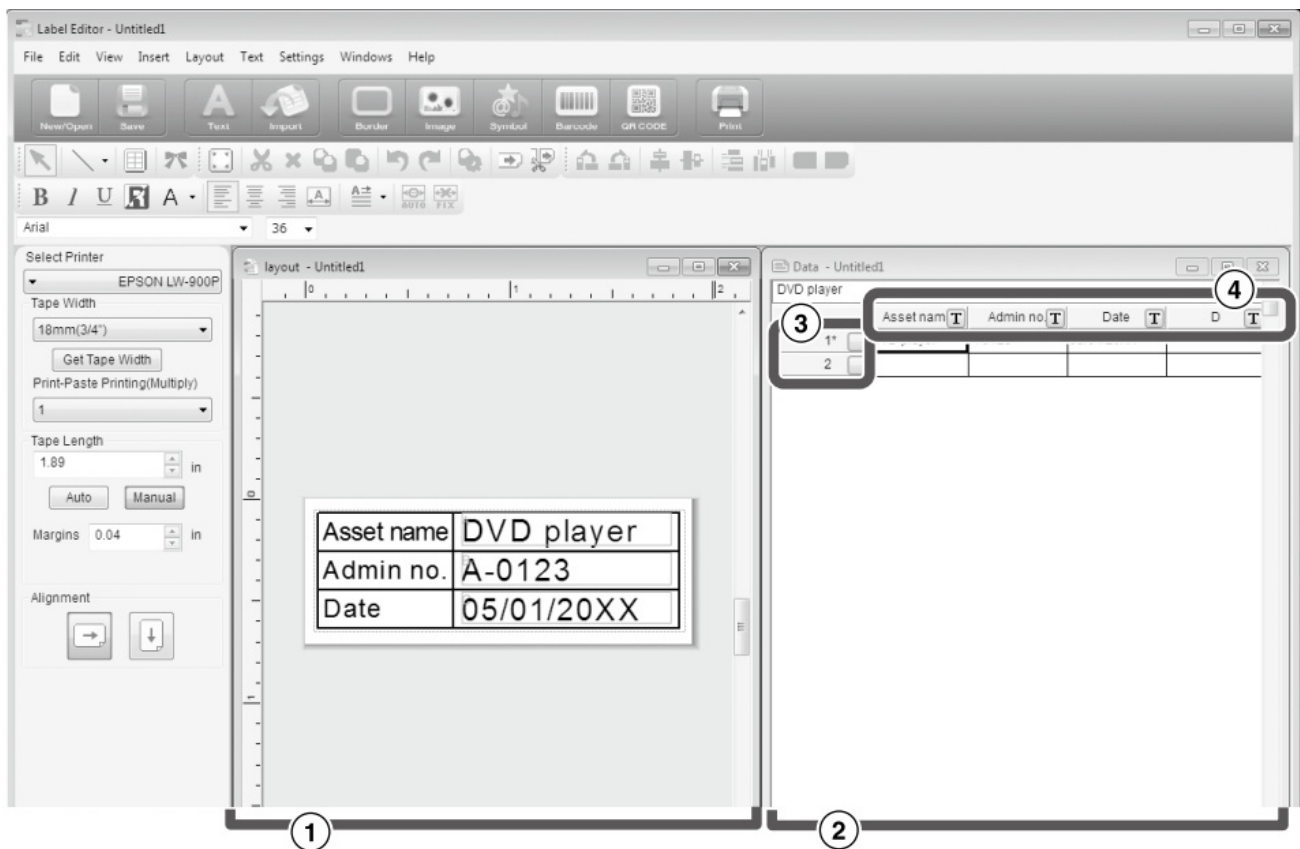 Label Editor - Untitled1
File Edit View Insert Layout Text Settings Windows Help
New/Open Save Text Import Border Image Symbol Barcode QR CODE Print
B I U A A A AUTO FIX
Arial 36
Select Printer
EPSON LW-900P
Tape Width
18mm(3/4")
Get Tape Width
Print-Paste Printing(Multiply)
1
Tape Length
1.89 in
Auto Manual
Margins 0.04 in
Alignment
layout - Untitled1
0 1 2
0
1
Asset name DVD player
Admin no. A-0123
Date 05/01/20XX
Data - Untitled1
DVD player
4
3
Asset nam T Admin no. T Date T D T
1*
2
1
2